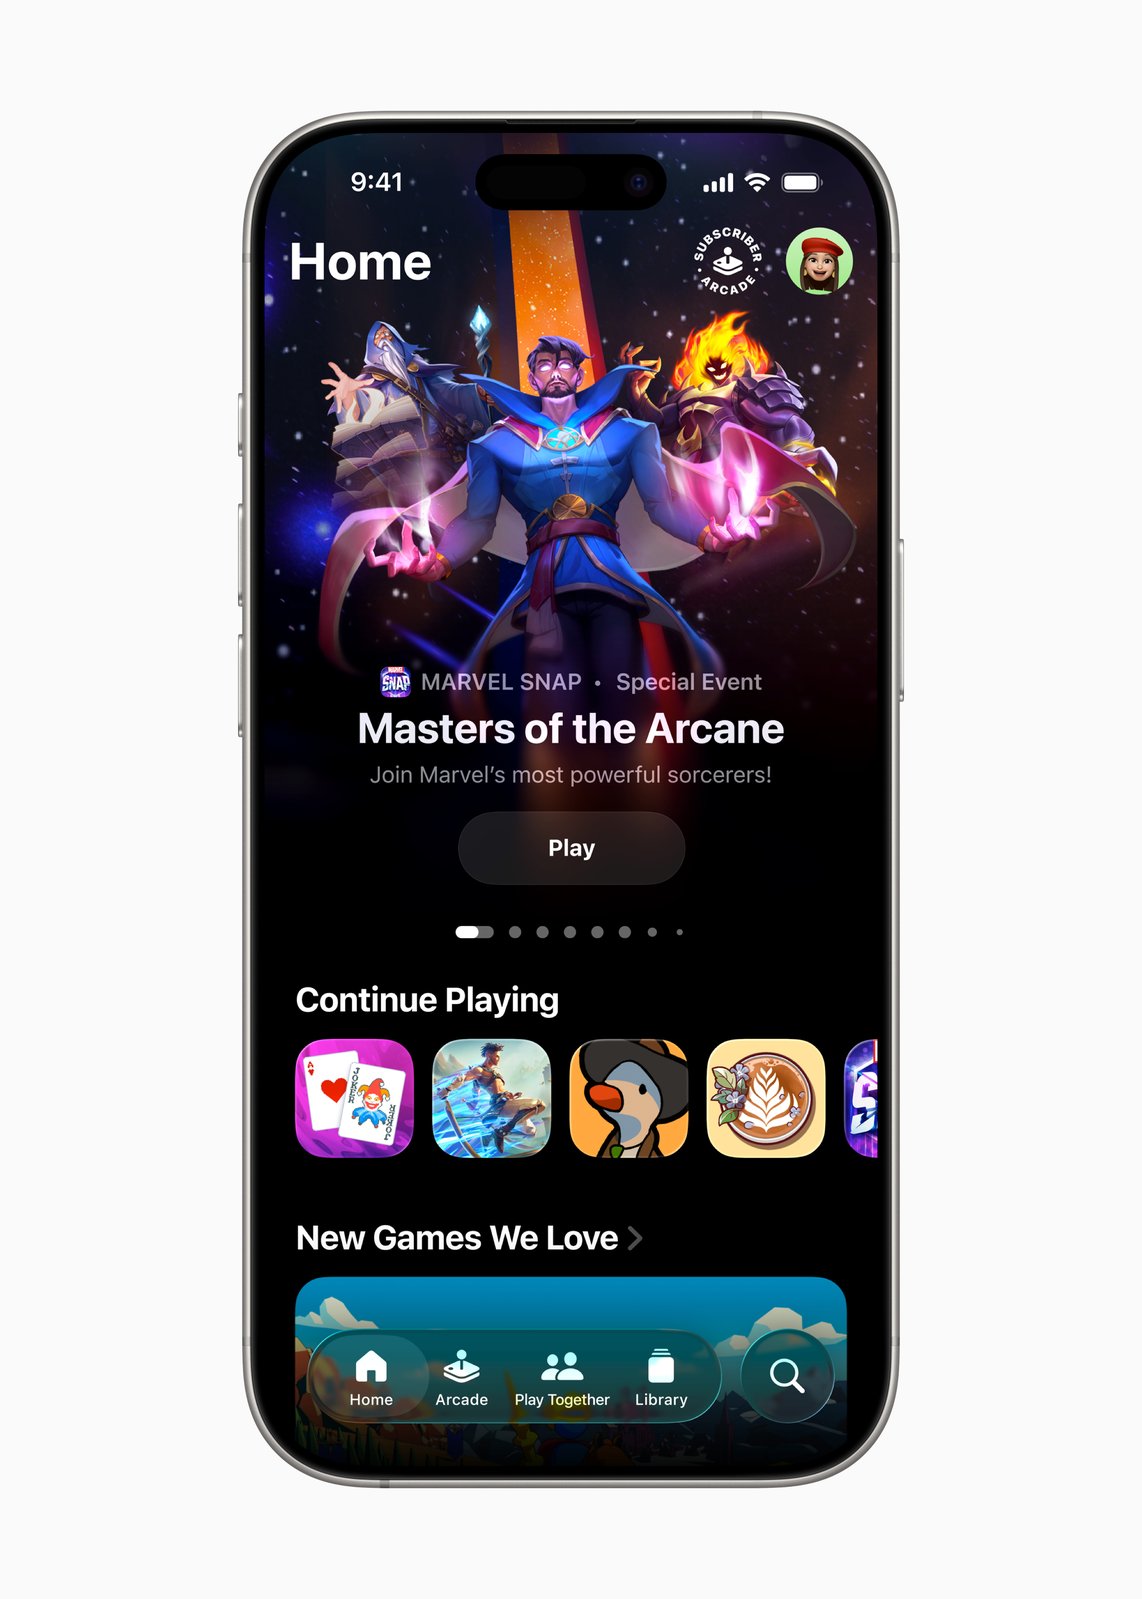 9:41
Home
SUBSCRIBER
ARCADE
MARVEL
SNAP
MARVEL SNAP • Special Event
Masters of the Arcane
Join Marvel's most powerful sorcerers!
Play
Continue Playing
A
JOKER
JOKER
New Games We Love
Home
Arcade
Play Together
Library